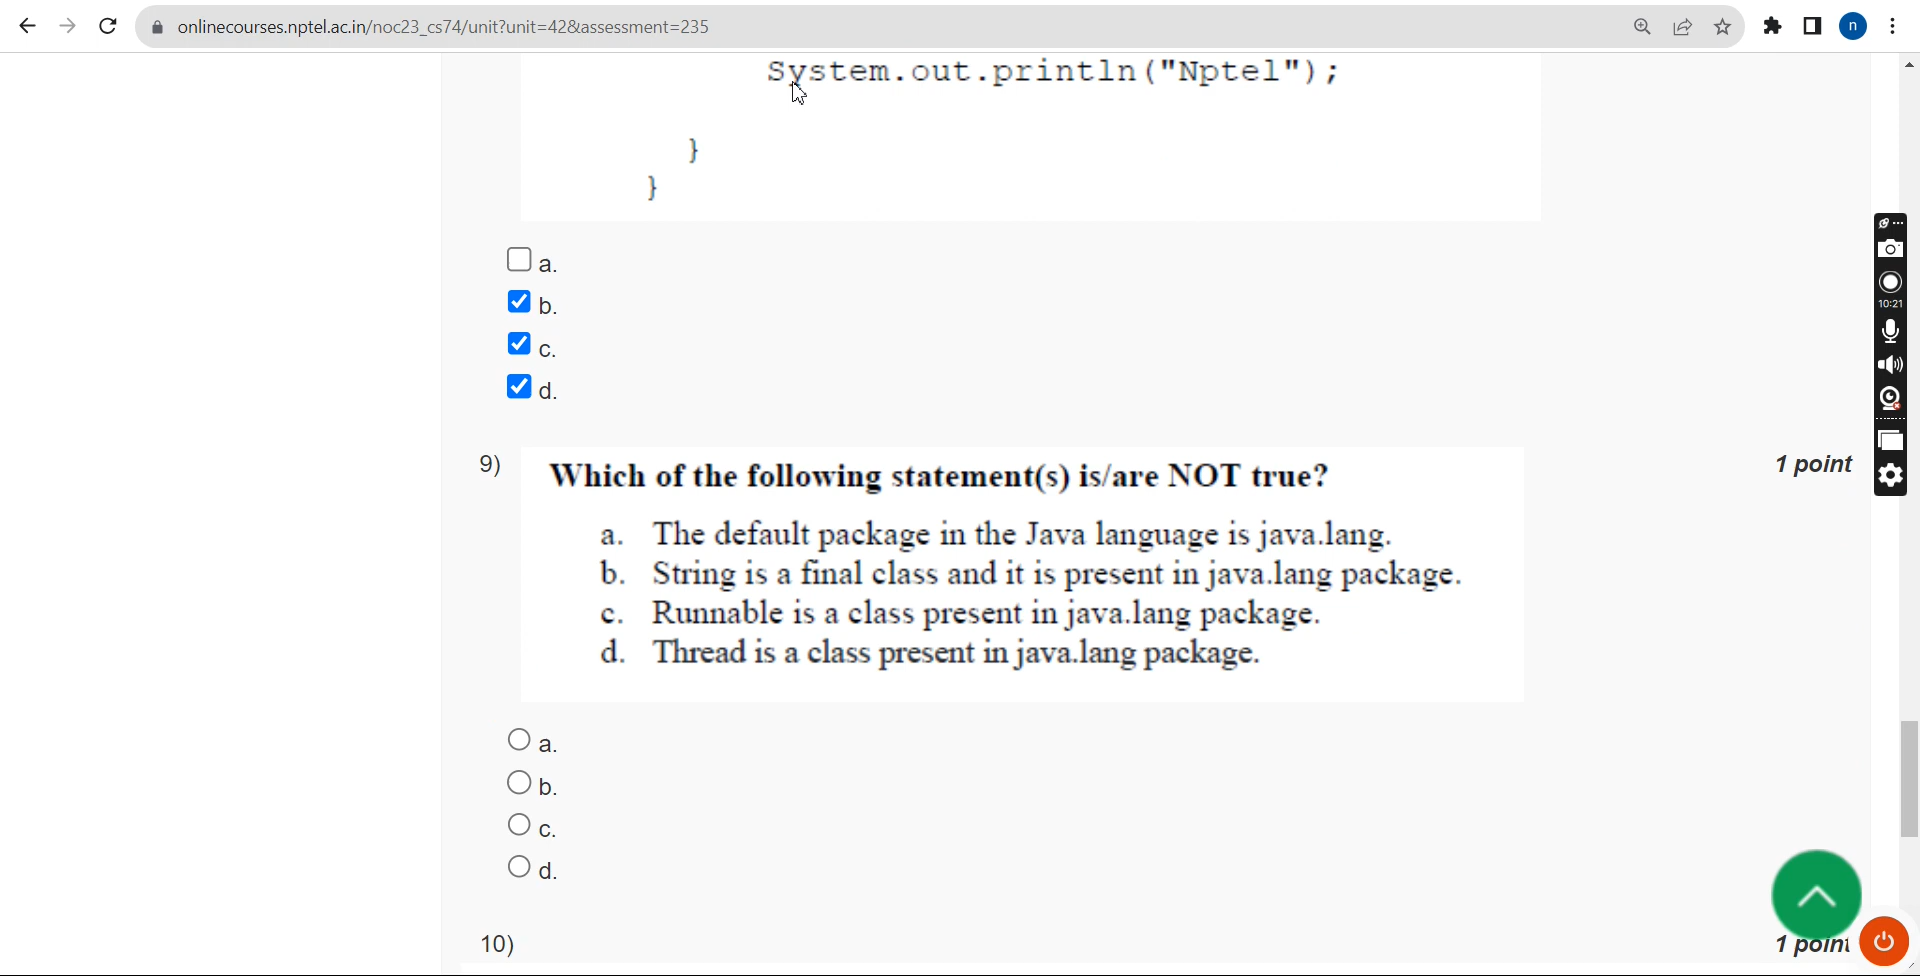 onlinecourses.nptel.ac.in/noc23_cs74/unit?unit=42&assessment=235
n
System.out.println("Nptel");
}
}
a.
b.
c.
d.
10:21
9)
Which of the following statement(s) is/are NOT true?
1 point
a. The default package in the Java language is java.lang.
b. String is a final class and it is present in java.lang package.
c. Runnable is a class present in java.lang package.
d. Thread is a class present in java.lang package.
a.
b.
c.
d.
10)
1 point